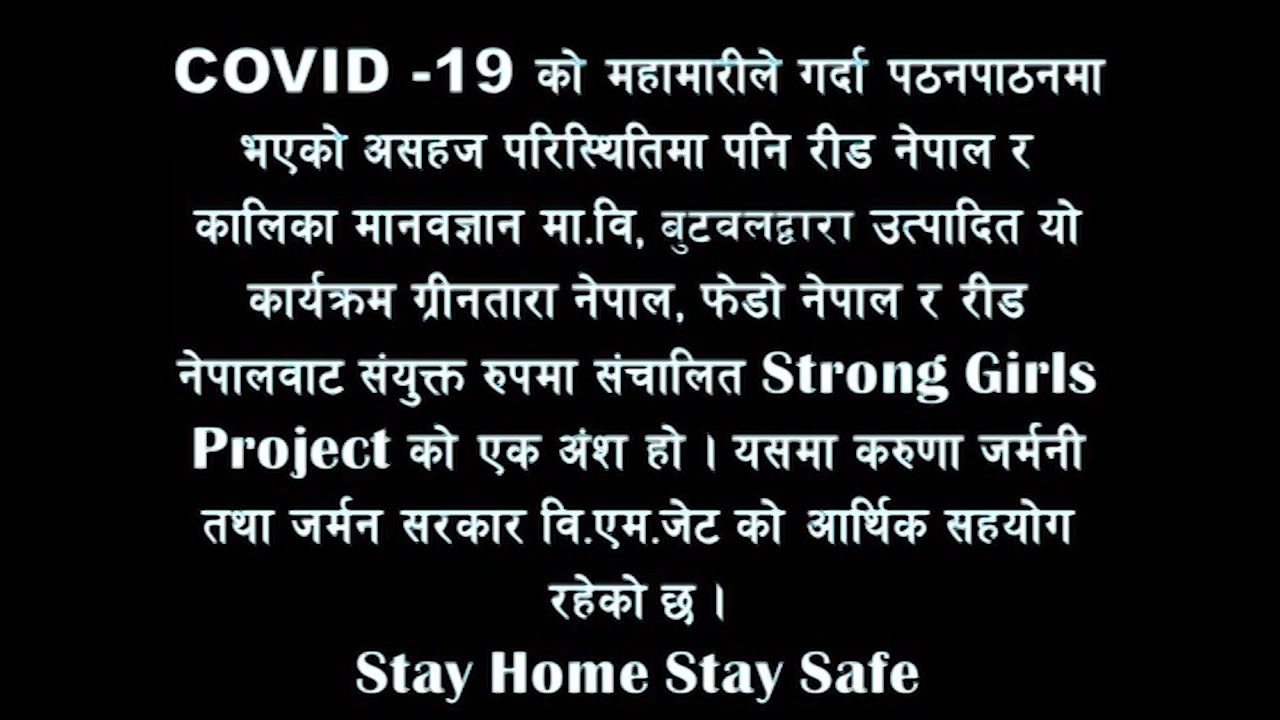 COVID -19 को महामारीले गर्दा पठनपाठनमा
भएको असहज परिस्थितिमा पनि रीड नेपाल र
कालिका मानवज्ञान मा.वि, बुटवलद्वारा उत्पादित यो
कार्यक्रम ग्रीनतारा नेपाल, फेडो नेपाल र रीड
नेपालवाट संयुक्त रुपमा संचालित Strong Girls
Project को एक अंश हो । यसमा करुणा जर्मनी
तथा जर्मन सरकार वि.एम.जेट को आर्थिक सहयोग
रहेको छ ।
Stay Home Stay Safe